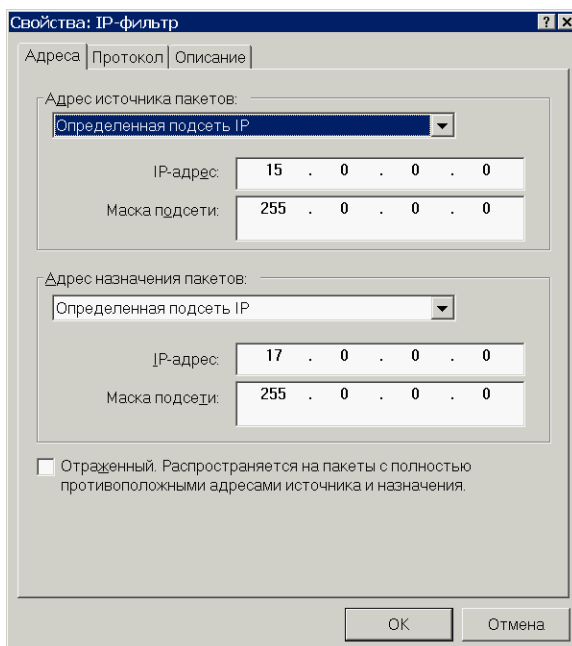 Свойства: IP-фильтр
Адреса Протокол Описание
Адрес источника пакетов:
Определенная подсеть IP
IP-адрес: 15 . 0 . 0 . 0
Маска подсети: 255 . 0 . 0 . 0
Адрес назначения пакетов:
Определенная подсеть IP
IP-адрес: 17 . 0 . 0 . 0
Маска подсети: 255 . 0 . 0 . 0
Отраженный. Распространяется на пакеты с полностью
противоположными адресами источника и назначения.
OK Отмена